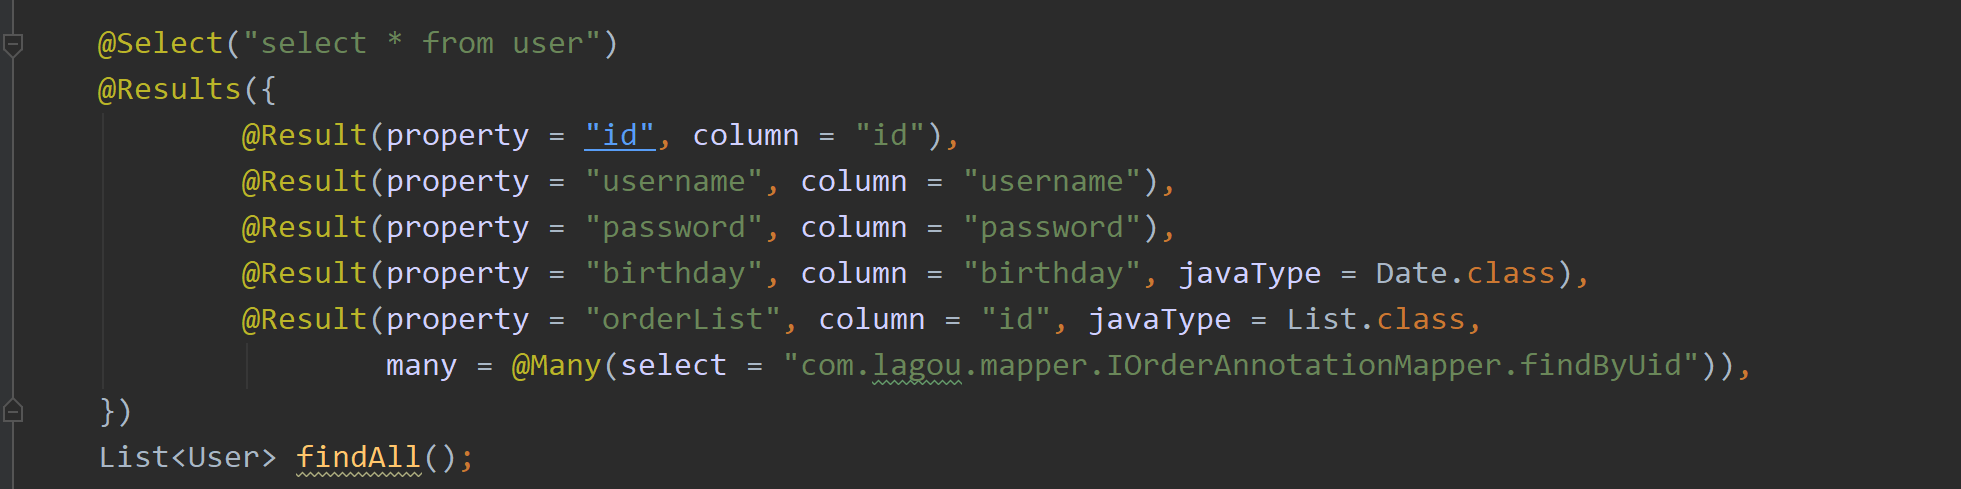 @Select("select * from user")
@Results({
@Result(property = "id", column = "id"),
@Result(property = "username", column = "username"),
@Result(property = "password", column = "password"),
@Result(property = "birthday", column = "birthday", javaType = Date.class),
@Result(property = "orderList", column = "id", javaType = List.class,
many = @Many(select = "com.lagou.mapper.IOrderAnnotationMapper.findByUid")),
})
List<User> findAll();